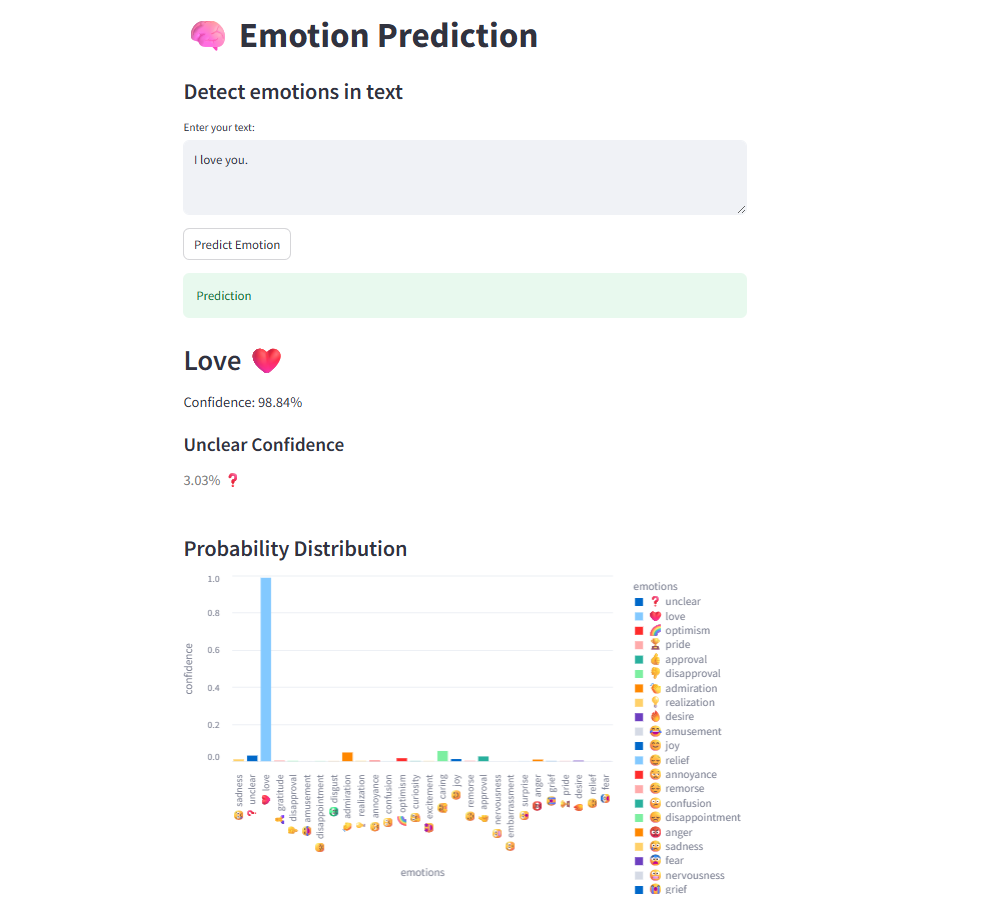 Emotion Prediction
Detect emotions in text
Enter your text:
I love you.
Predict Emotion
Prediction
Love
Confidence: 98.84%
Unclear Confidence
3.03%
Probability Distribution
confidence
1.0
0.8
0.6
0.4
0.2
0.0
sadness
unclear
love
gratitude
disapproval
amusement
disappointment
disgust
admiration
realization
annoyance
confusion
optimism
curiosity
excitement
caring
joy
remorse
approval
nervousness
embarrassment
surprise
anger
grief
pride
desire
relief
fear
emotions
emotions
unclear
love
optimism
pride
approval
disapproval
admiration
realization
desire
amusement
joy
relief
annoyance
remorse
confusion
disappointment
anger
sadness
fear
nervousness
grief